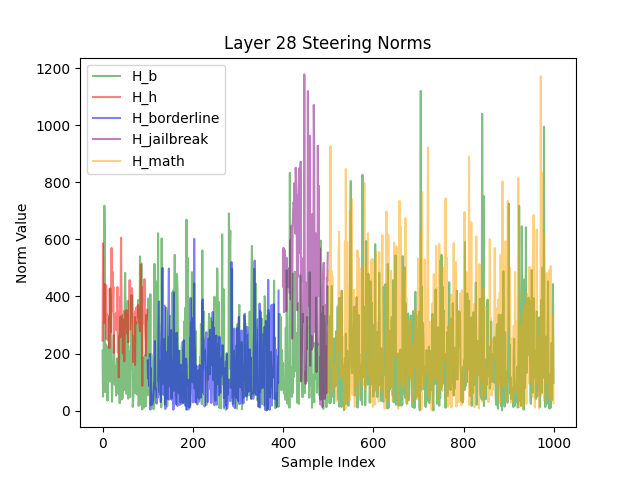 Layer 28 Steering Norms
H_b
H_h
H_borderline
H_jailbreak
H_math
Norm Value
1200
1000
800
600
400
200
0
0 200 400 600 800 1000
Sample Index